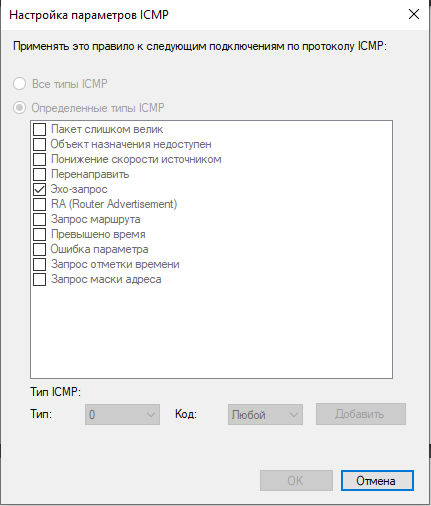 Настройка параметров ICMP
Применять это правило к следующим подключениям по протоколу ICMP:
Все типы ICMP
Определенные типы ICMP
Пакет слишком велик
Объект назначения недоступен
Понижение скорости источником
Перенаправить
Эхо-запрос
RA (Router Advertisement)
Запрос маршрута
Превышено время
Ошибка параметра
Запрос отметки времени
Запрос маски адреса
Тип ICMP:
Тип: 0 Код: Любой Добавить
OK Отмена